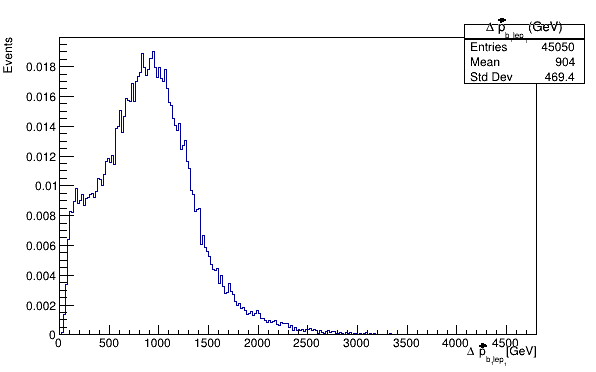 Δ p⃗_b,lep₁ (GeV)
Entries 45050
Mean 904
Std Dev 469.4
Events
0.018
0.016
0.014
0.012
0.01
0.008
0.006
0.004
0.002
0
0 500 1000 1500 2000 2500 3000 3500 4000 4500
Δ p⃗_b,lep₁ [GeV]